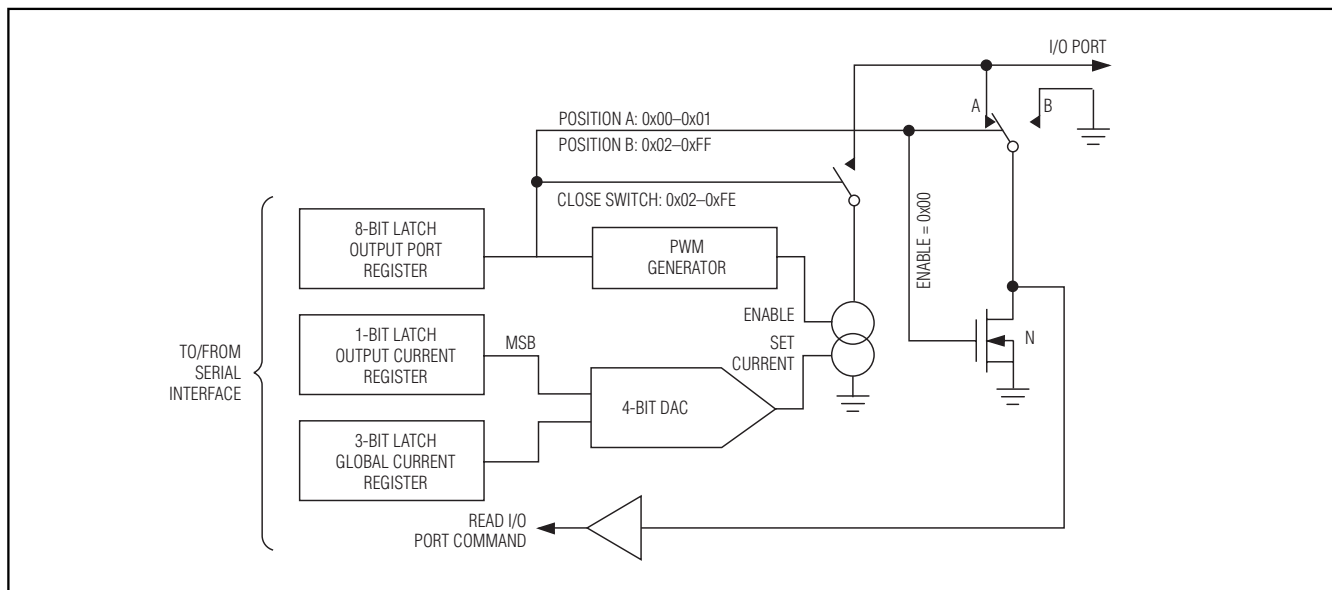 I/O PORT
A
B
POSITION A: 0x00–0x01
POSITION B: 0x02–0xFF
CLOSE SWITCH: 0x02–0xFE
ENABLE = 0x00
8-BIT LATCH
OUTPUT PORT
REGISTER
PWM
GENERATOR
ENABLE
SET
CURRENT
N
TO/FROM
SERIAL
INTERFACE
1-BIT LATCH
OUTPUT CURRENT
REGISTER
MSB
4-BIT DAC
3-BIT LATCH
GLOBAL CURRENT
REGISTER
READ I/O
PORT COMMAND